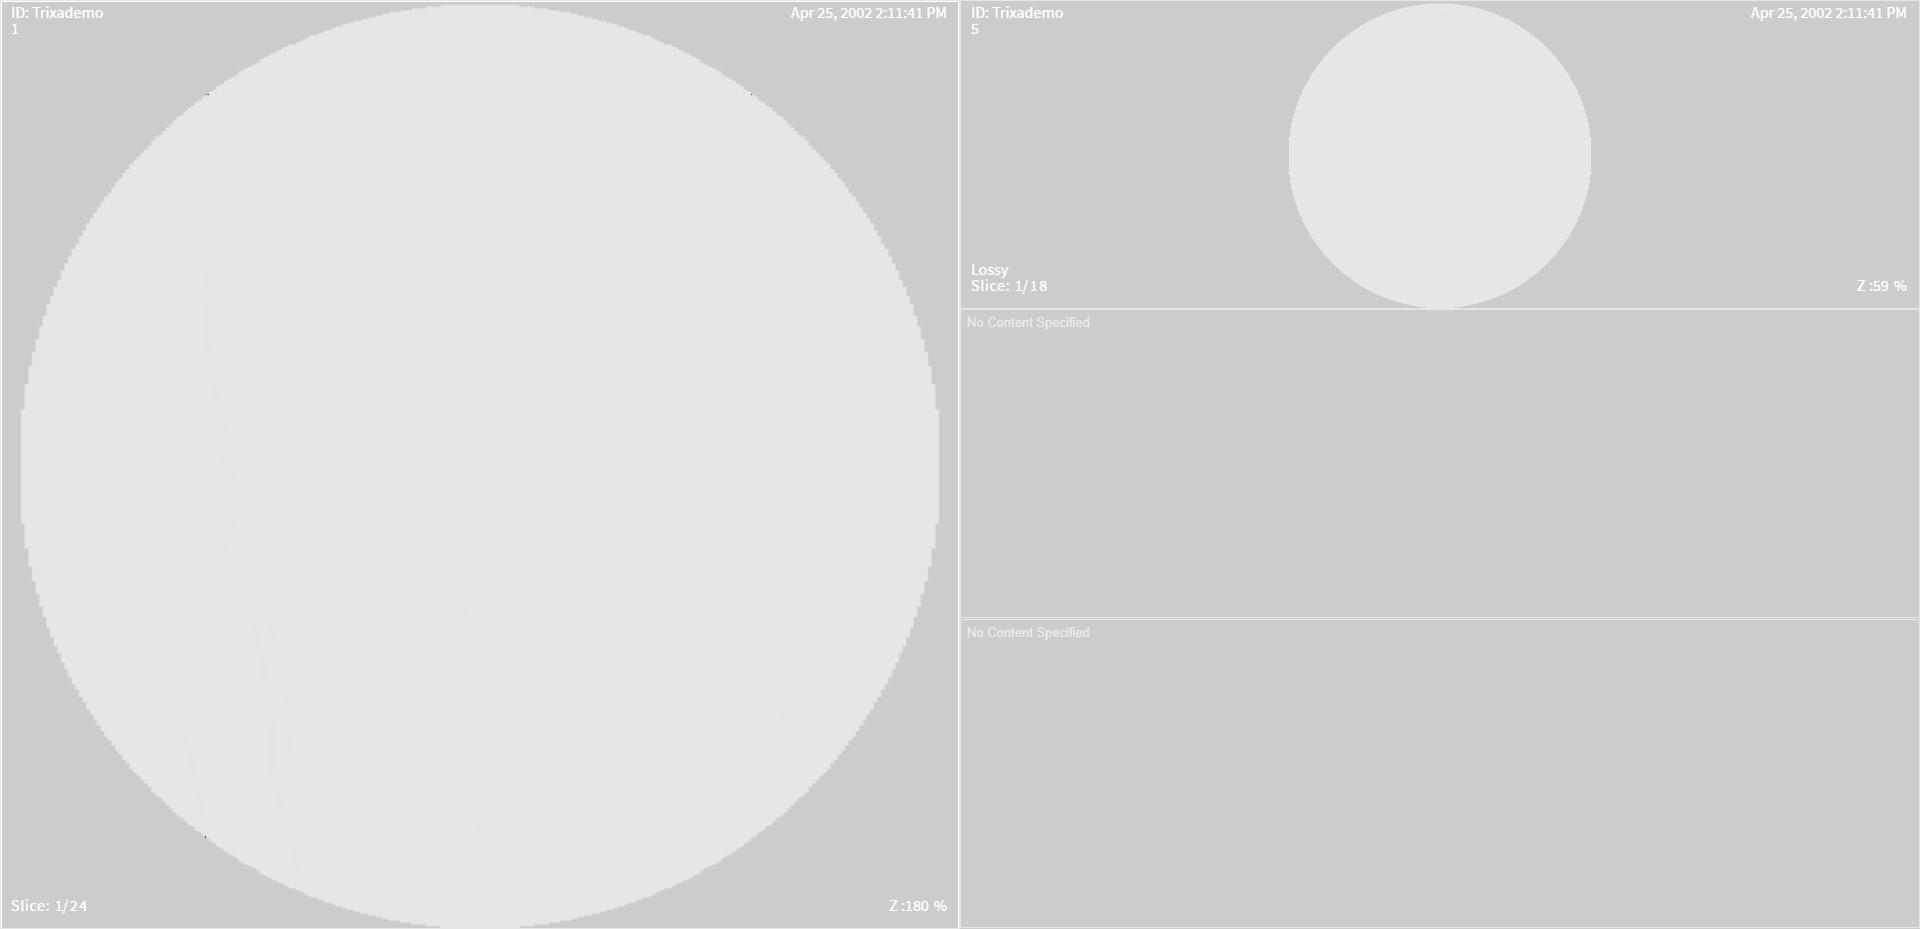 ID: Trixademo
1
Apr 25, 2002 2:11:41 PM
Slice: 1/24
Z :180 %
ID: Trixademo
5
Apr 25, 2002 2:11:41 PM
Lossy
Slice: 1/18
Z :59 %
No Content Specified
No Content Specified